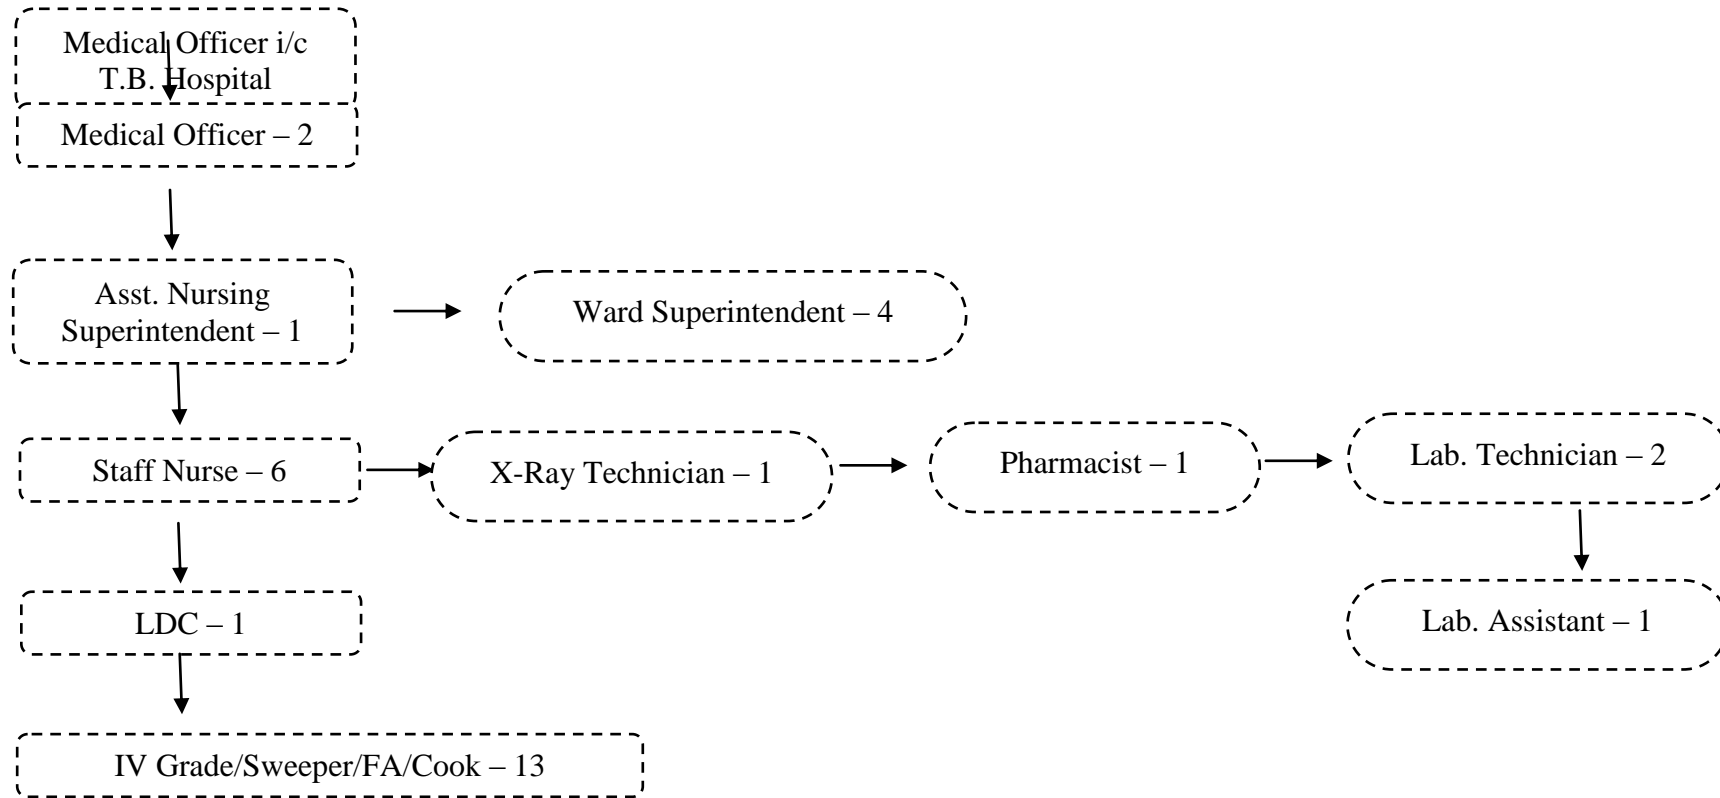 Medical Officer i/c
T.B. Hospital
Medical Officer – 2
Asst. Nursing
Superintendent – 1
Ward Superintendent – 4
Staff Nurse – 6
X-Ray Technician – 1
Pharmacist – 1
Lab. Technician – 2
LDC – 1
Lab. Assistant – 1
IV Grade/Sweeper/FA/Cook – 13